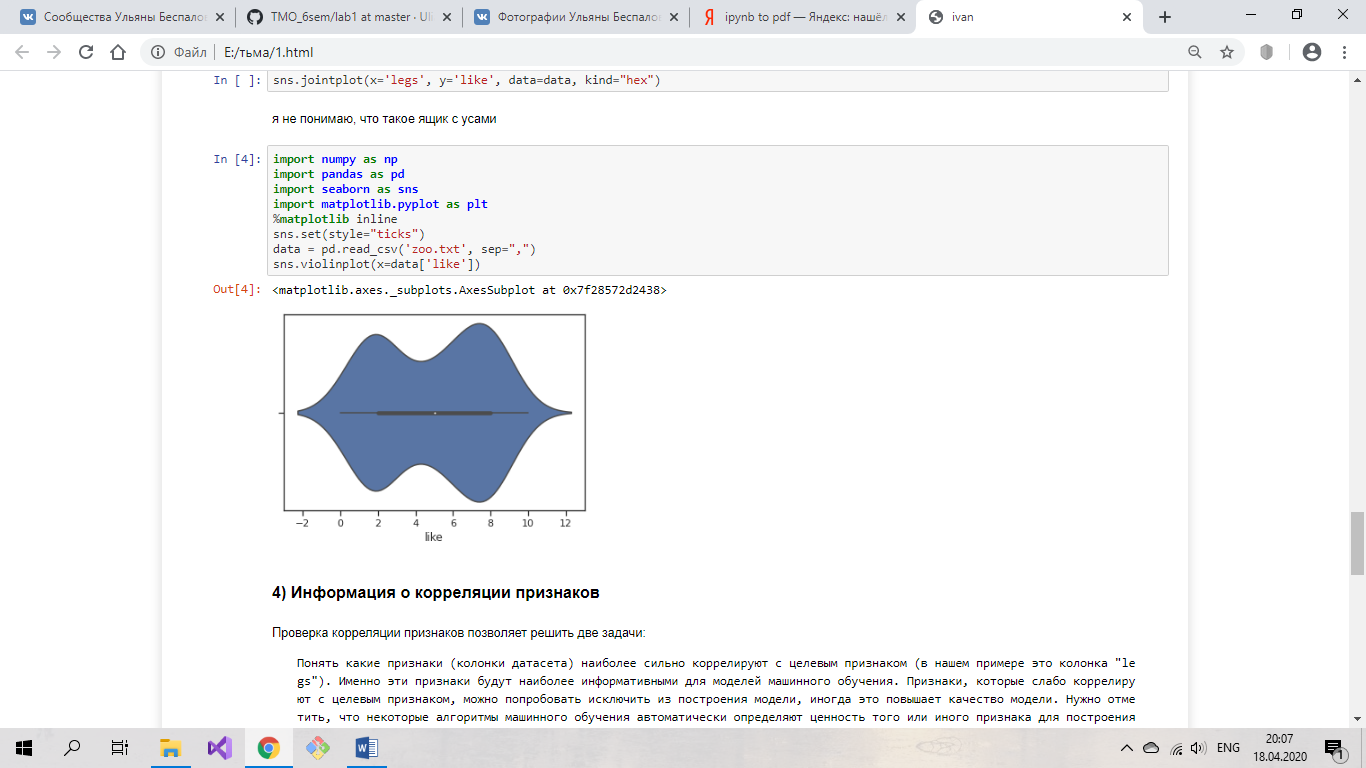 Сообщества Ульяны Беспалов
TMO_6sem/lab1 at master · Uli
Фотографии Ульяны Беспалов
ipynb to pdf — Яндекс: нашёл
ivan
Файл E:/тьма/1.html
In [ ]: sns.jointplot(x='legs', y='like', data=data, kind="hex")
я не понимаю, что такое ящик с усами
In [4]: import numpy as np
import pandas as pd
import seaborn as sns
import matplotlib.pyplot as plt
%matplotlib inline
sns.set(style="ticks")
data = pd.read_csv('zoo.txt', sep=",")
sns.violinplot(x=data['like'])
Out[4]: <matplotlib.axes._subplots.AxesSubplot at 0x7f28572d2438>
−2 0 2 4 6 8 10 12
like
4) Информация о корреляции признаков
Проверка корреляции признаков позволяет решить две задачи:
Понять какие признаки (колонки датасета) наиболее сильно коррелируют с целевым признаком (в нашем примере это колонка "le
gs"). Именно эти признаки будут наиболее информативными для моделей машинного обучения. Признаки, которые слабо коррелиру
ют с целевым признаком, можно попробовать исключить из построения модели, иногда это повышает качество модели. Нужно отме
тить, что некоторые алгоритмы машинного обучения автоматически определяют ценность того или иного признака для построения
ENG
20:07
18.04.2020
1